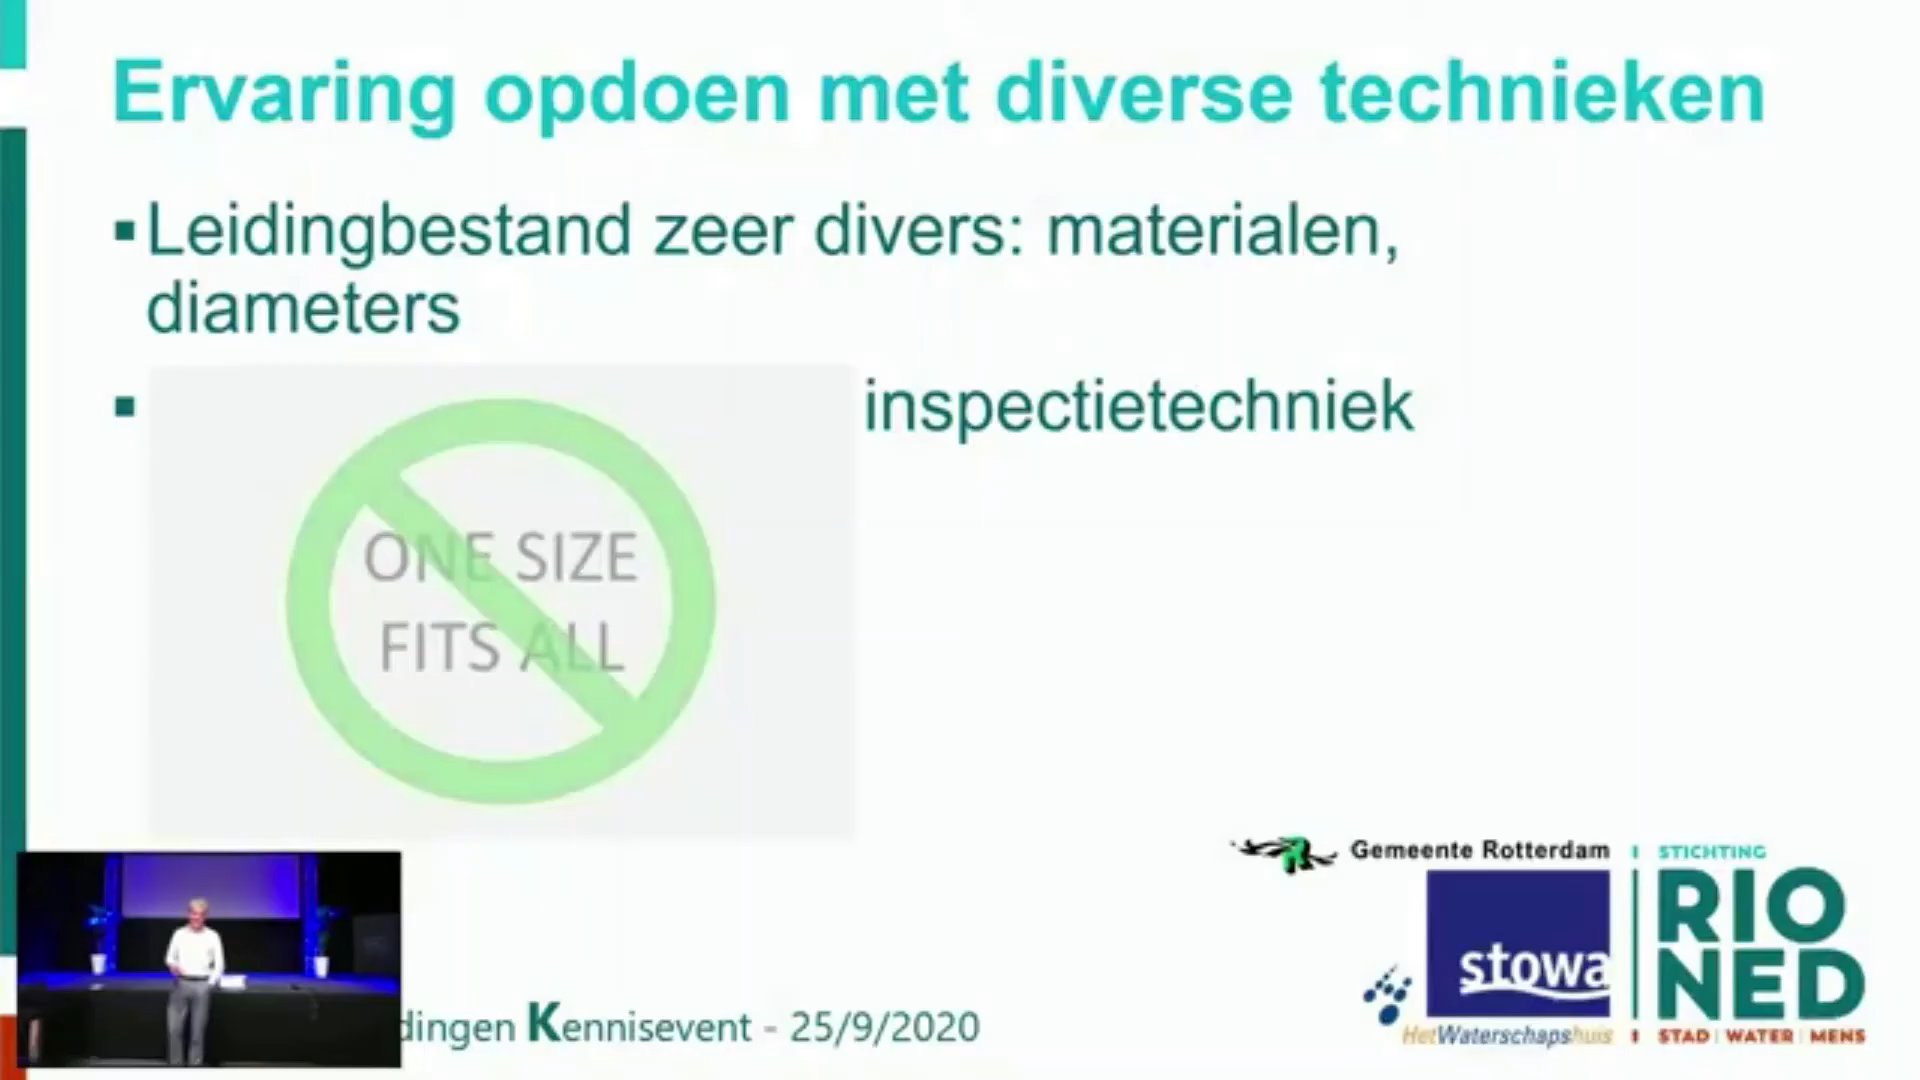 Ervaring opdoen met diverse technieken
▪Leidingbestand zeer divers: materialen,
diameters
▪ inspectietechniek
ONE SIZE
FITS ALL
Gemeente Rotterdam
stowa
HetWaterschapshuis
STICHTING
RIO
NED
STAD | WATER | MENS
dingen Kennisevent - 25/9/2020